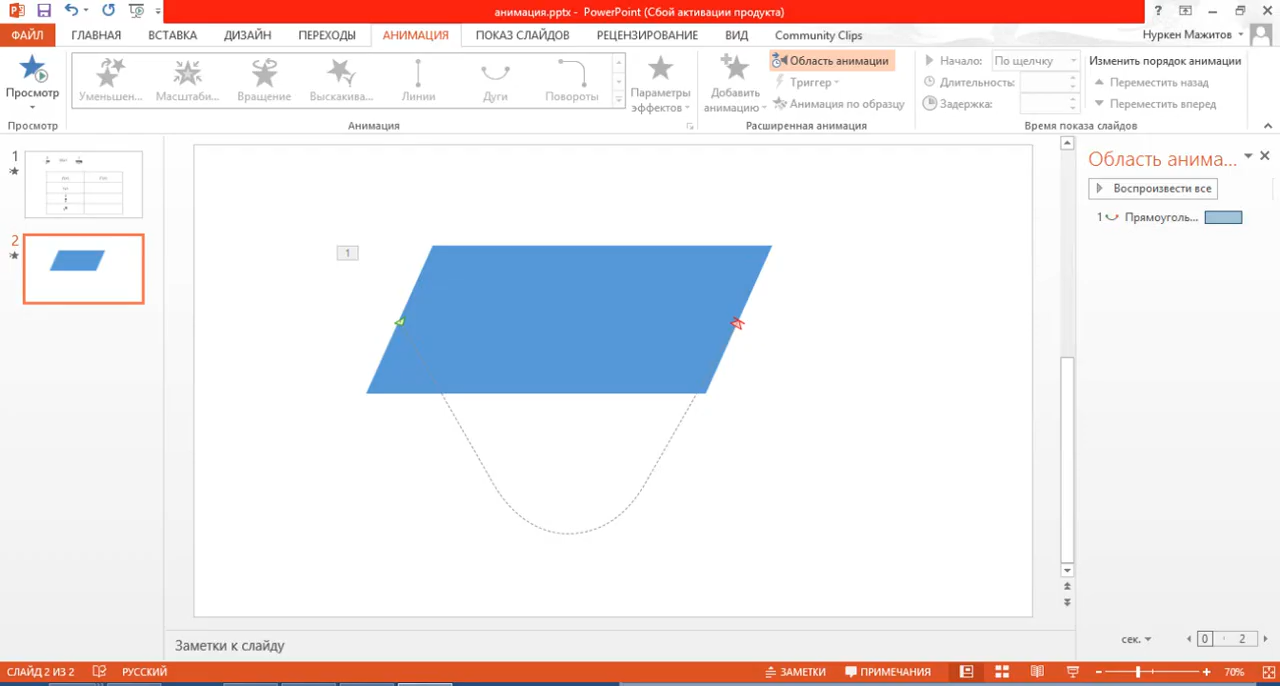 анимация.pptx - PowerPoint (Сбой активации продукта)
ФАЙЛ ГЛАВНАЯ ВСТАВКА ДИЗАЙН ПЕРЕХОДЫ АНИМАЦИЯ ПОКАЗ СЛАЙДОВ РЕЦЕНЗИРОВАНИЕ ВИД Community Clips Нуркен Мажитов
Просмотр
Просмотр
Уменьшен... Масштаби... Вращение Выскакива... Линии Дуги Повороты
Анимация
Параметры эффектов
Добавить анимацию
Область анимации
Триггер
Анимация по образцу
Расширенная анимация
Начало: По щелчку
Длительность:
Задержка:
Изменить порядок анимации
Переместить назад
Переместить вперед
Время показа слайдов
1
2
1
Область анима...
Воспроизвести все
1 Прямоуголь...
сек. 0 2
Заметки к слайду
СЛАЙД 2 ИЗ 2 РУССКИЙ ЗАМЕТКИ ПРИМЕЧАНИЯ 70%